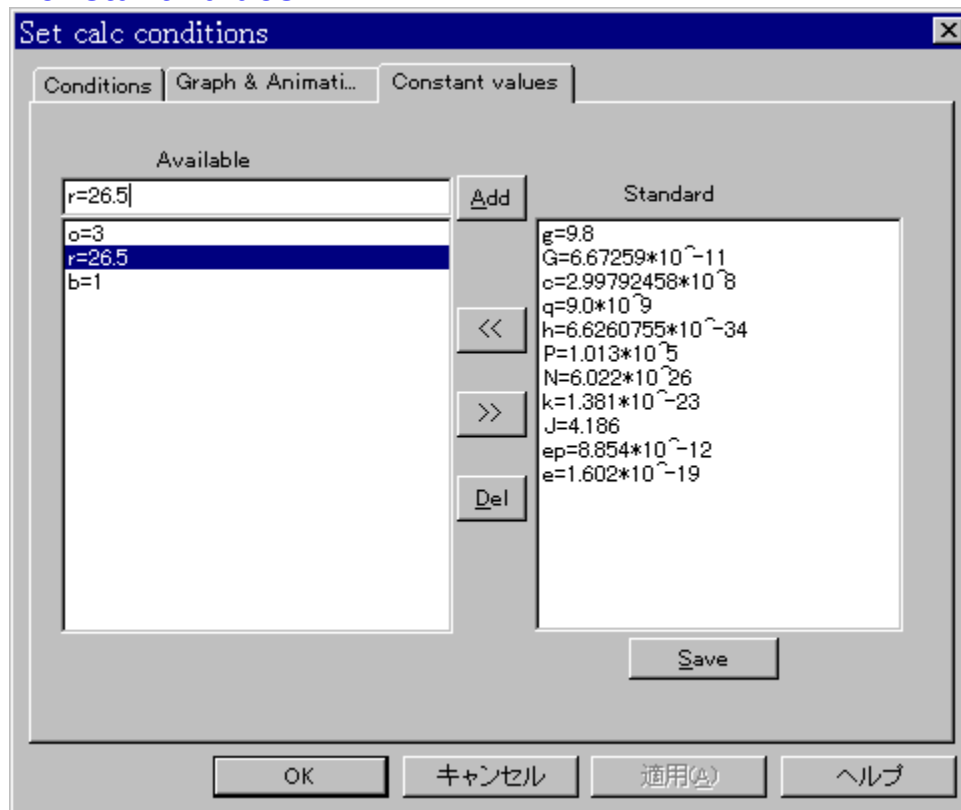 Set calc conditions
Conditions
Graph & Animati...
Constant values
Available
Standard
r=26.5
Add
o=3
r=26.5
b=1
<<
>>
Del
g=9.8
G=6.67259*10^-11
c=2.99792458*10^8
q=9.0*10^9
h=6.6260755*10^-34
P=1.013*10^5
N=6.022*10^26
k=1.381*10^-23
J=4.186
ep=8.854*10^-12
e=1.602*10^-19
Save
OK
キャンセル
適用(A)
ヘルプ